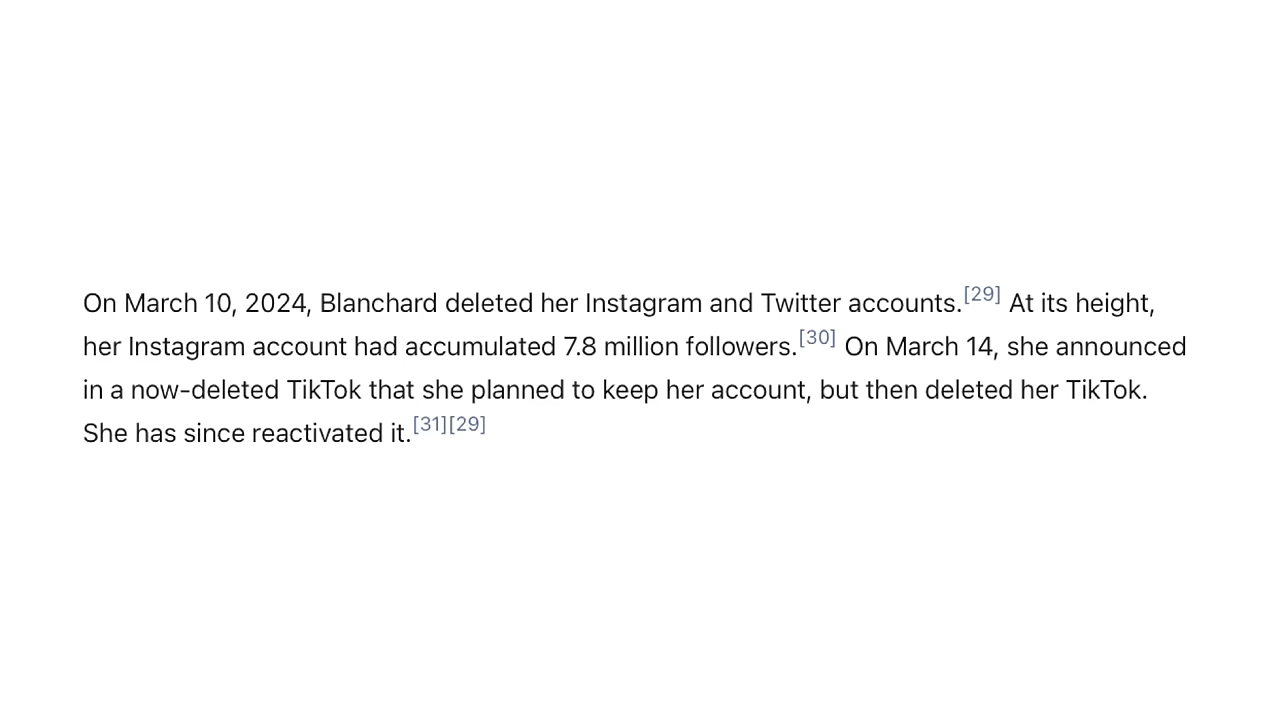 On March 10, 2024, Blanchard deleted her Instagram and Twitter accounts.[29] At its height,
her Instagram account had accumulated 7.8 million followers.[30] On March 14, she announced
in a now-deleted TikTok that she planned to keep her account, but then deleted her TikTok.
She has since reactivated it.[31][29]